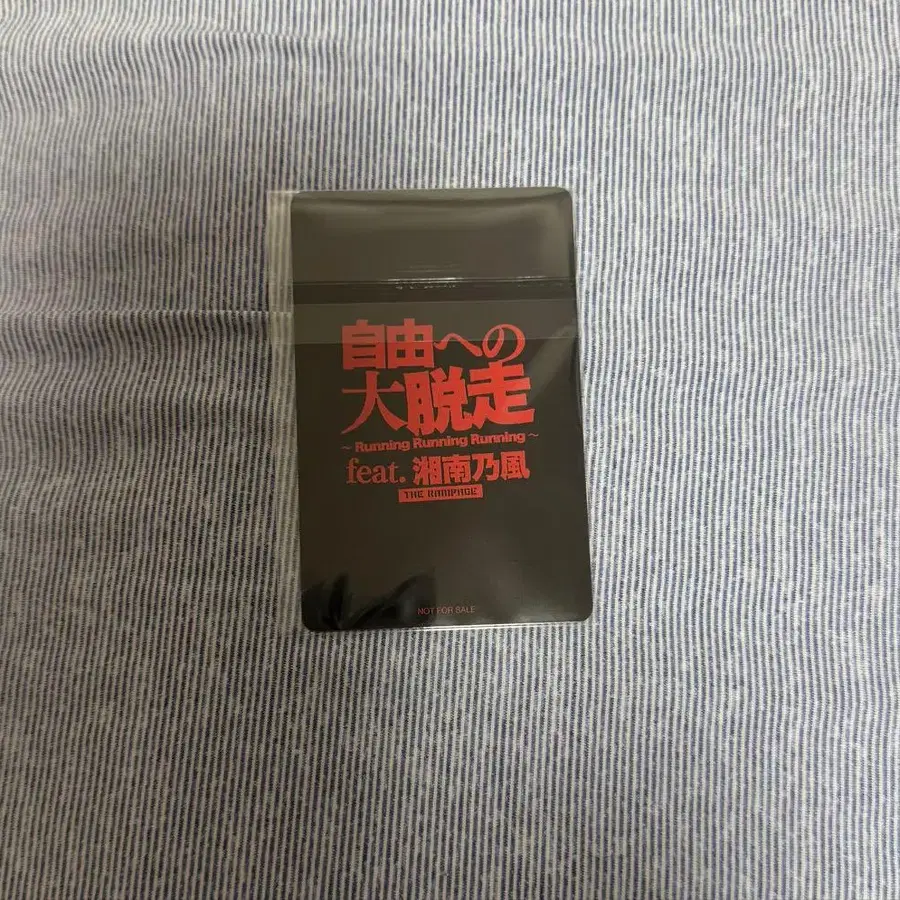 自由への
大脱走
~Running Running Running~
feat. 湘南乃風
THE RAMPAGE
NOT FOR SALE